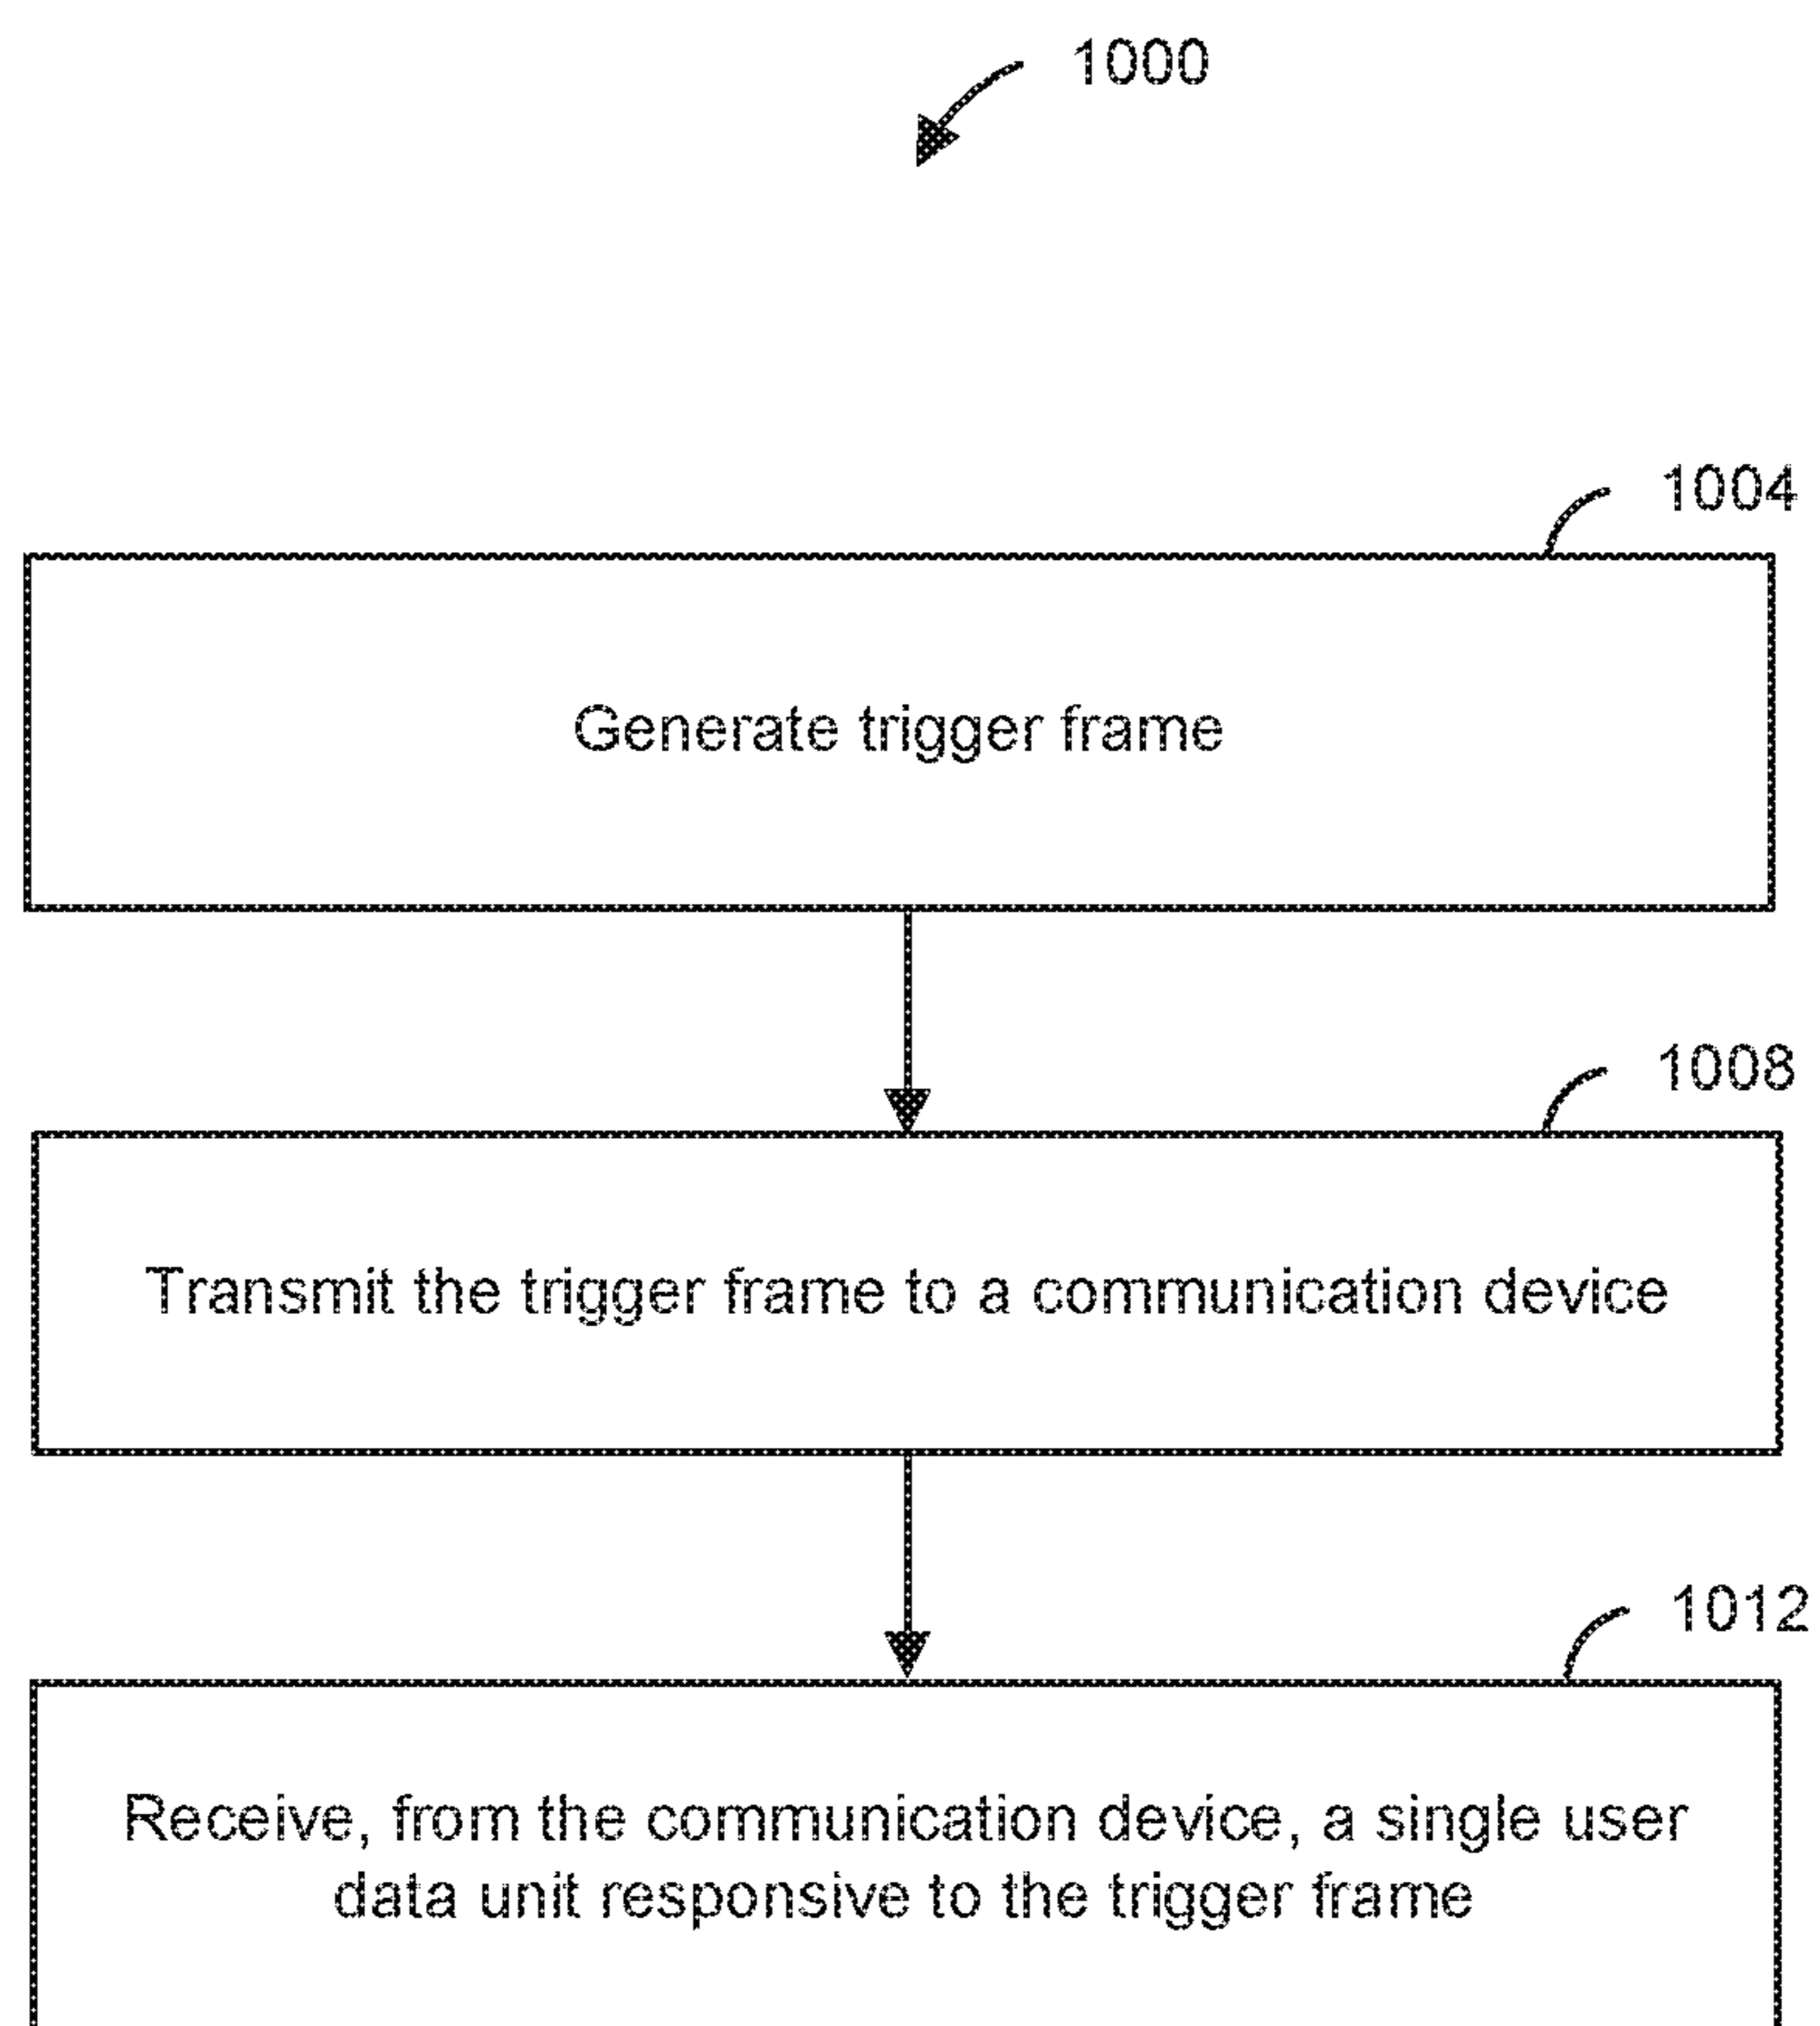 1000
1004
Generate trigger frame
1008
Transmit the trigger frame to a communication device
1012
Receive, from the communication device, a single user
data unit responsive to the trigger frame